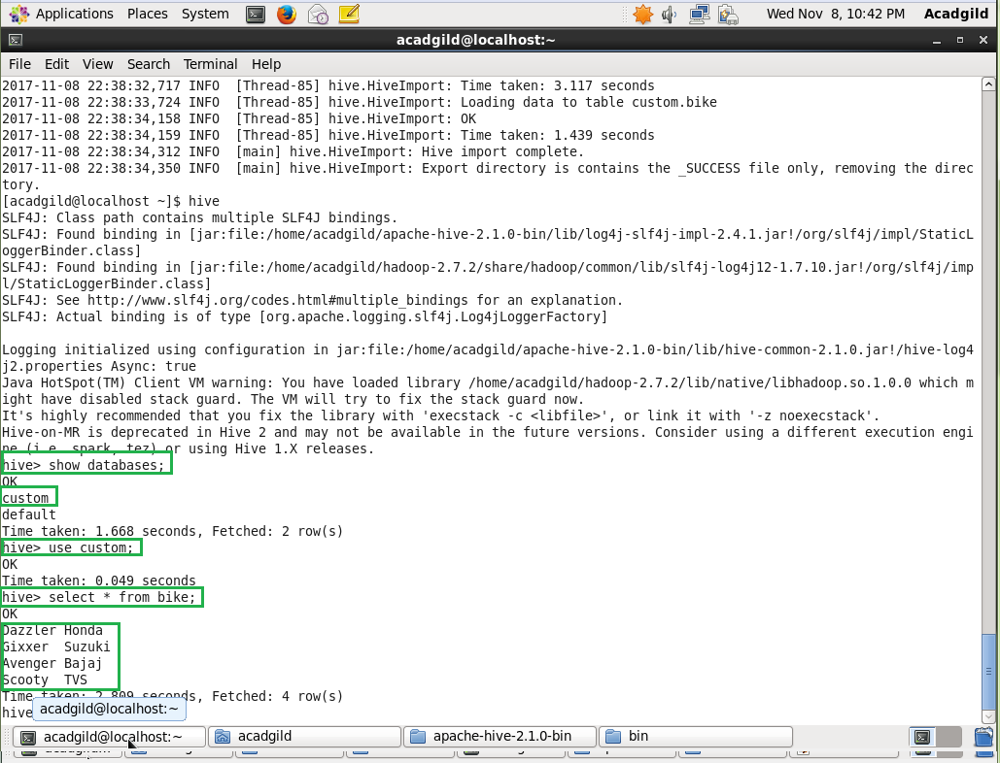 Applications Places System Wed Nov 8, 10:42 PM Acadgild
acadgild@localhost:~
File Edit View Search Terminal Help
2017-11-08 22:38:32,717 INFO  [Thread-85] hive.HiveImport: Time taken: 3.117 seconds
2017-11-08 22:38:33,724 INFO  [Thread-85] hive.HiveImport: Loading data to table custom.bike
2017-11-08 22:38:34,158 INFO  [Thread-85] hive.HiveImport: OK
2017-11-08 22:38:34,159 INFO  [Thread-85] hive.HiveImport: Time taken: 1.439 seconds
2017-11-08 22:38:34,312 INFO  [main] hive.HiveImport: Hive import complete.
2017-11-08 22:38:34,350 INFO  [main] hive.HiveImport: Export directory is contains the _SUCCESS file only, removing the direc
tory.
[acadgild@localhost ~]$ hive
SLF4J: Class path contains multiple SLF4J bindings.
SLF4J: Found binding in [jar:file:/home/acadgild/apache-hive-2.1.0-bin/lib/log4j-slf4j-impl-2.4.1.jar!/org/slf4j/impl/StaticL
oggerBinder.class]
SLF4J: Found binding in [jar:file:/home/acadgild/hadoop-2.7.2/share/hadoop/common/lib/slf4j-log4j12-1.7.10.jar!/org/slf4j/imp
l/StaticLoggerBinder.class]
SLF4J: See http://www.slf4j.org/codes.html#multiple_bindings for an explanation.
SLF4J: Actual binding is of type [org.apache.logging.slf4j.Log4jLoggerFactory]
Logging initialized using configuration in jar:file:/home/acadgild/apache-hive-2.1.0-bin/lib/hive-common-2.1.0.jar!/hive-log4
j2.properties Async: true
Java HotSpot(TM) Client VM warning: You have loaded library /home/acadgild/hadoop-2.7.2/lib/native/libhadoop.so.1.0.0 which m
ight have disabled stack guard. The VM will try to fix the stack guard now.
It's highly recommended that you fix the library with 'execstack -c <libfile>', or link it with '-z noexecstack'.
Hive-on-MR is deprecated in Hive 2 and may not be available in the future versions. Consider using a different execution engi
ne (i.e. spark, tez) or using Hive 1.X releases.
hive> show databases;
OK
custom
default
Time taken: 1.668 seconds, Fetched: 2 row(s)
hive> use custom;
OK
Time taken: 0.049 seconds
hive> select * from bike;
OK
Dazzler Honda
Gixxer  Suzuki
Avenger Bajaj
Scooty  TVS
Time taken: 2.809 seconds, Fetched: 4 row(s)
hive
acadgild@localhost:~
acadgild@localhost:~ acadgild apache-hive-2.1.0-bin bin